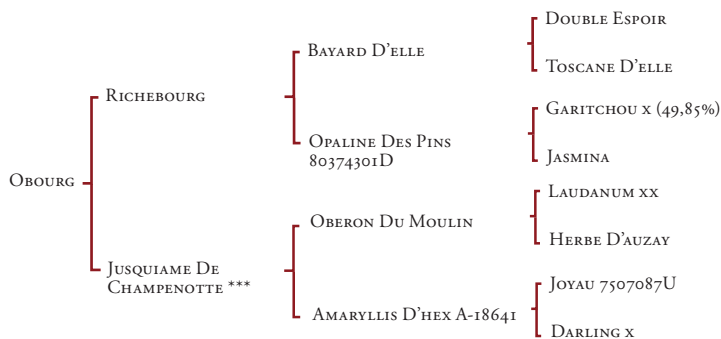 Double Espoir
Bayard D'elle
Toscane D'elle
Richebourg
Garitchou x (49,85%)
Opaline Des Pins
80374301D
Jasmina
Obourg
Laudanum xx
Oberon Du Moulin
Herbe D'auzay
Jusquiame De
Champenotte ***
Joyau 7507087U
Amaryllis D'hex A-18641
Darling x